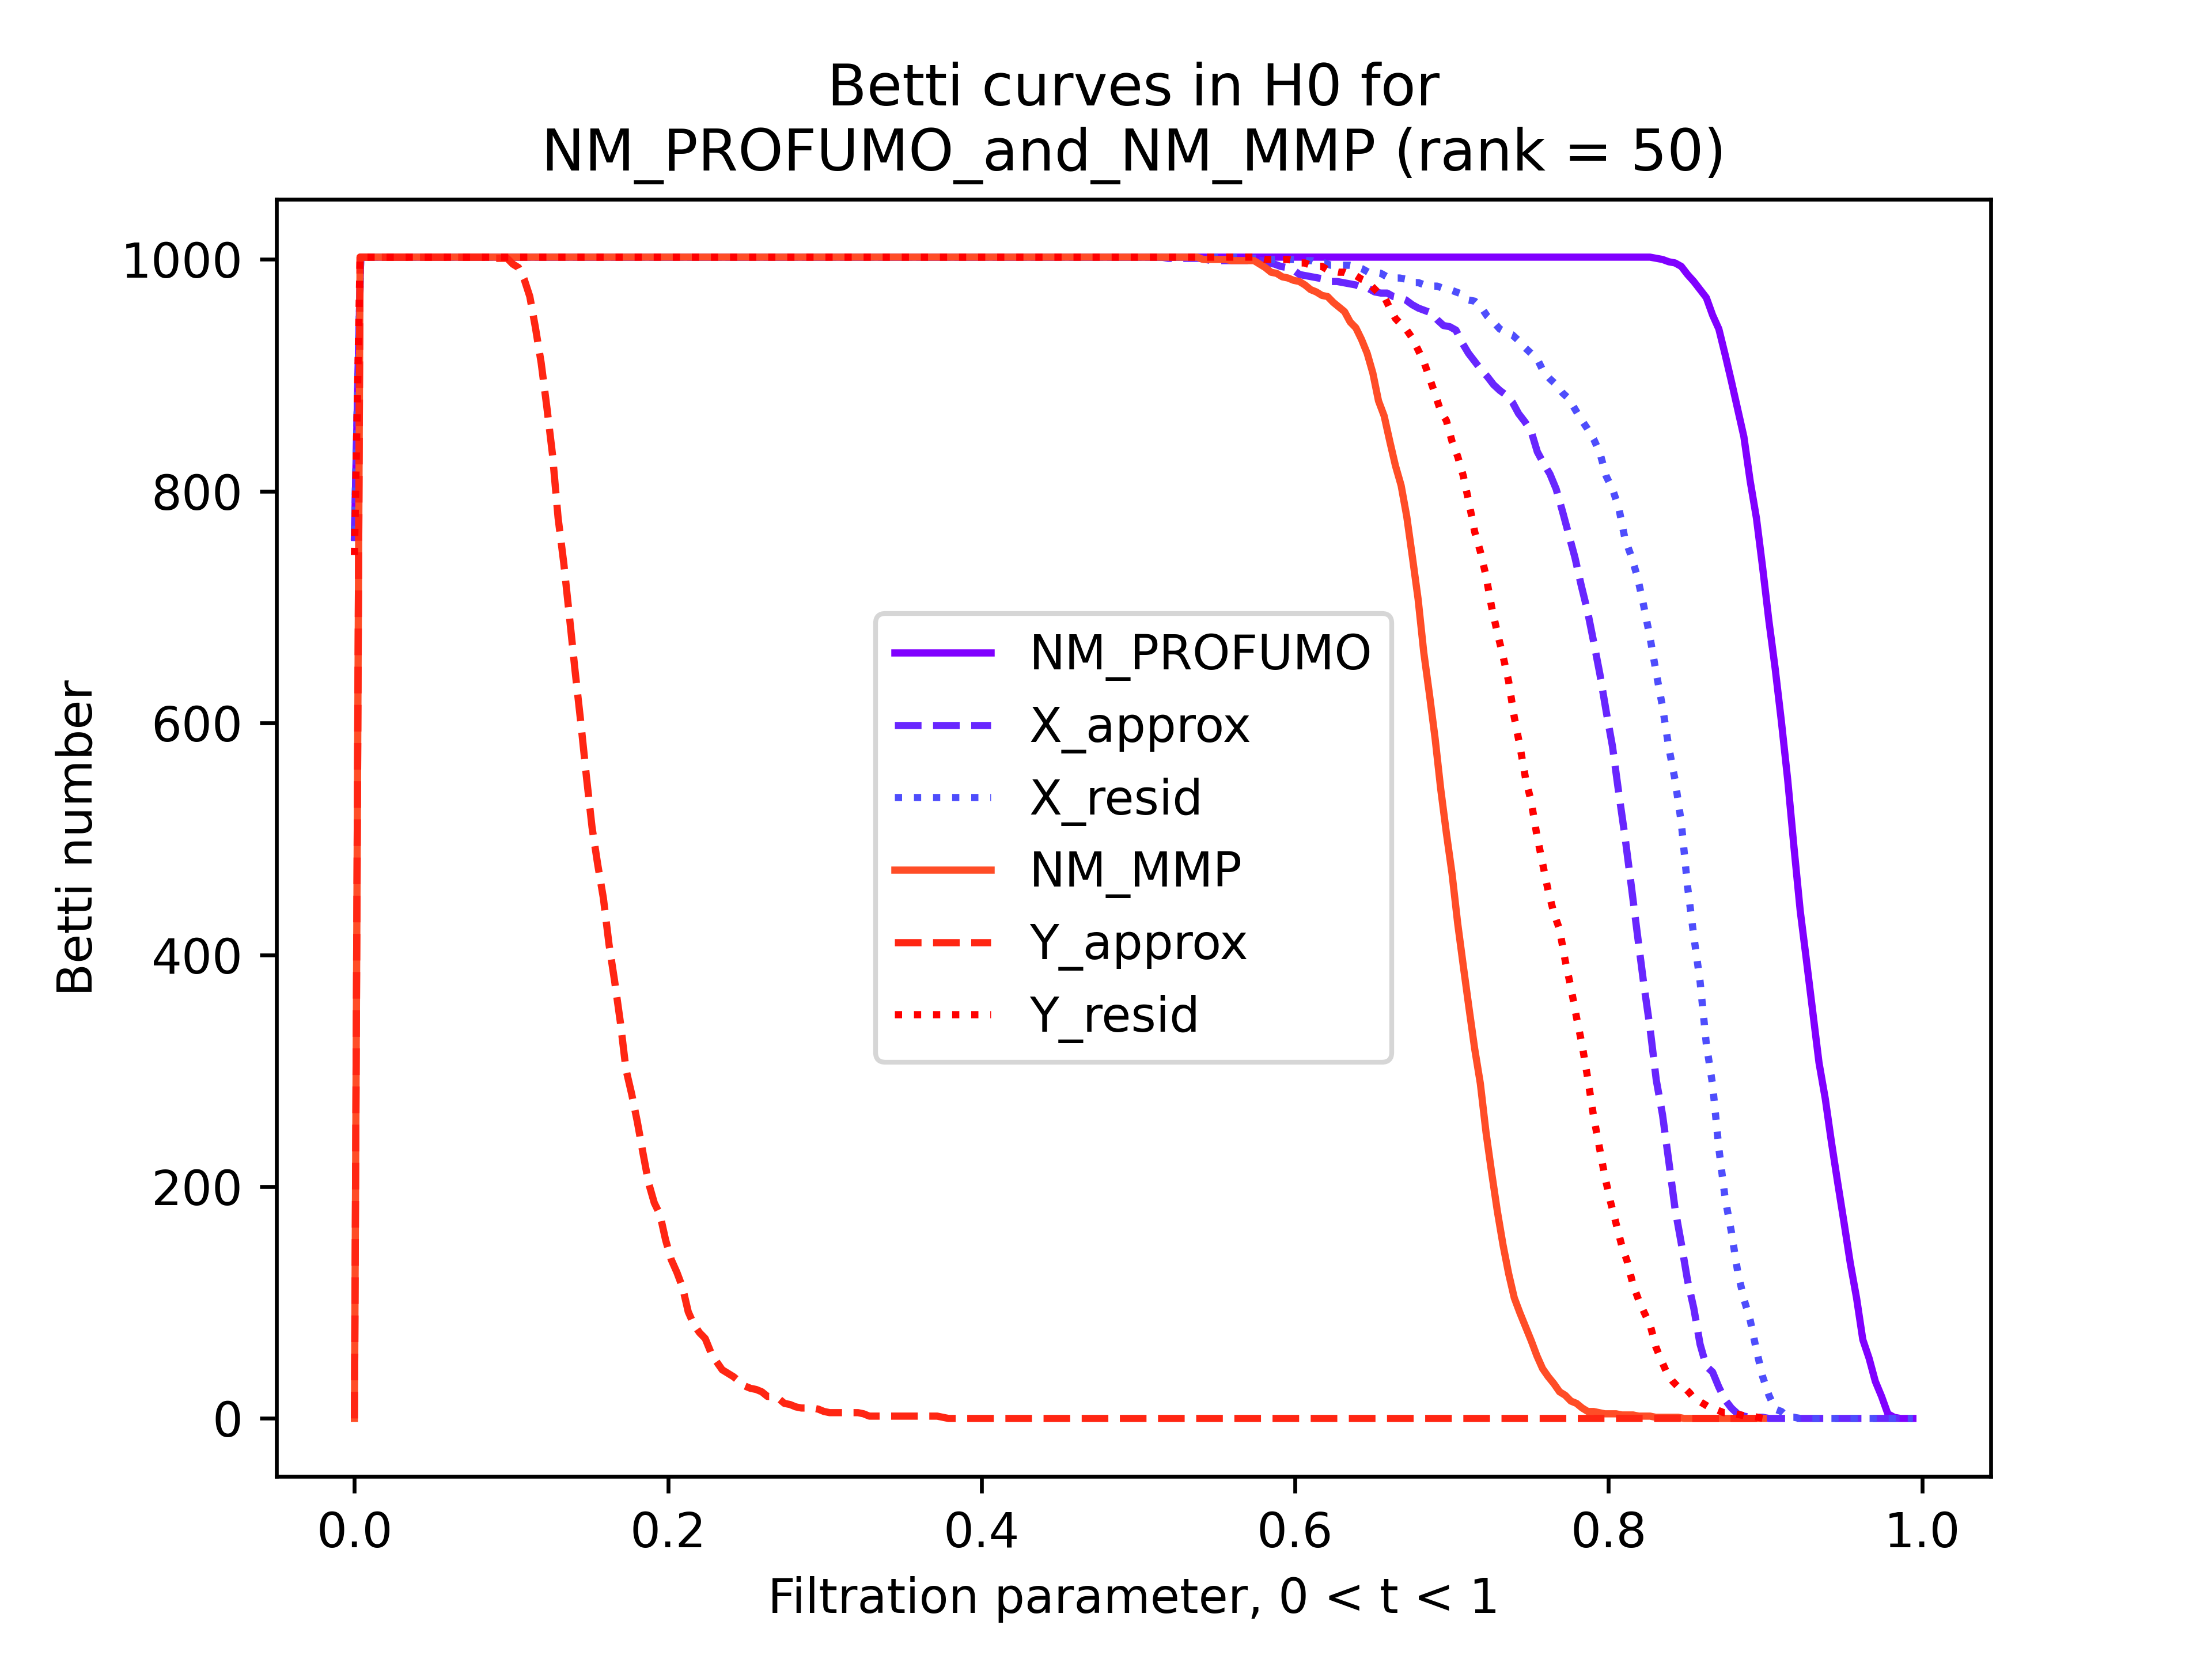 Betti curves in H0 for
NM_PROFUMO_and_NM_MMP (rank = 50)
Betti number
1000
800
600
400
200
0
NM_PROFUMO
X_approx
X_resid
NM_MMP
Y_approx
Y_resid
0.0 0.2 0.4 0.6 0.8 1.0
Filtration parameter, 0 < t < 1